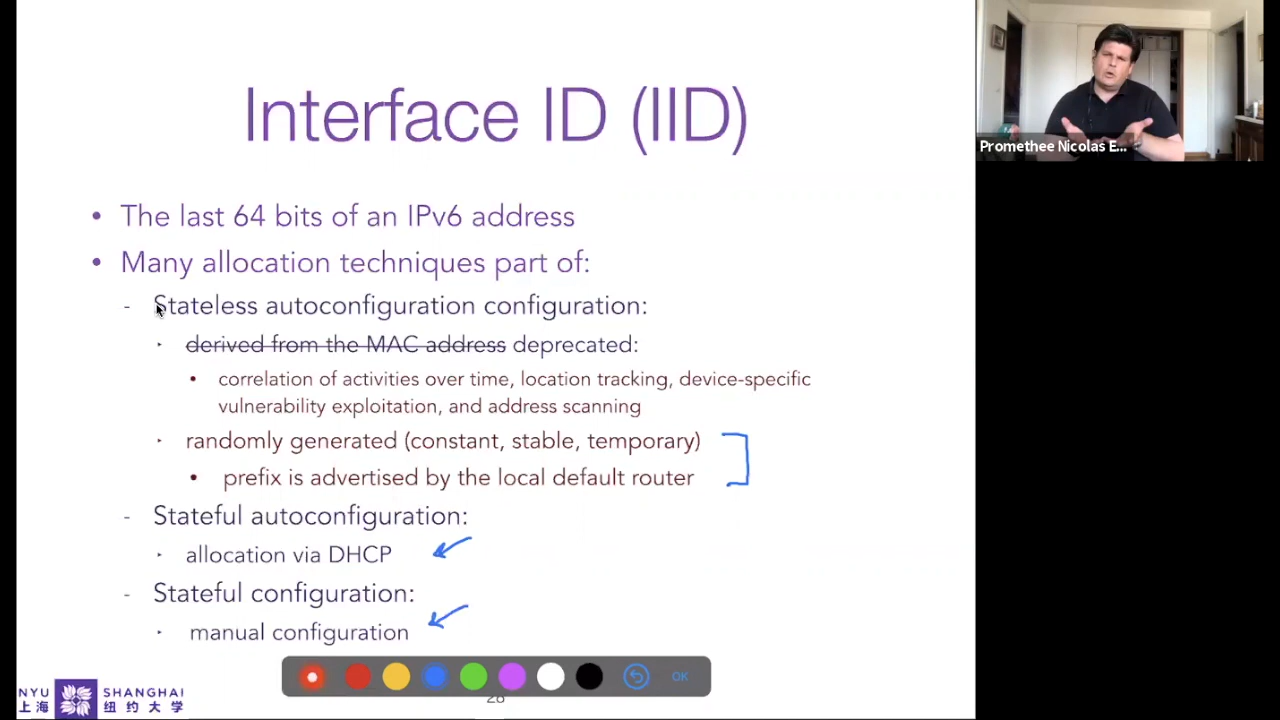 Interface ID (IID)
• The last 64 bits of an IPv6 address
• Many allocation techniques part of:
- Stateless autoconfiguration configuration:
‣ derived from the MAC address deprecated:
• correlation of activities over time, location tracking, device-specific
vulnerability exploitation, and address scanning
‣ randomly generated (constant, stable, temporary)
• prefix is advertised by the local default router
- Stateful autoconfiguration:
‣ allocation via DHCP
- Stateful configuration:
‣ manual configuration
OK
28
NYU SHANGHAI
上海 纽约大学
Promethee Nicolas E...